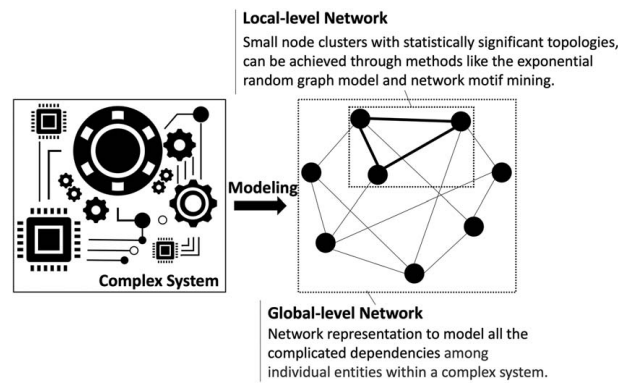 Local-level Network
Small node clusters with statistically significant topologies,
can be achieved through methods like the exponential
random graph model and network motif mining.
Modeling
Complex System
Global-level Network
Network representation to model all the
complicated dependencies among
individual entities within a complex system.